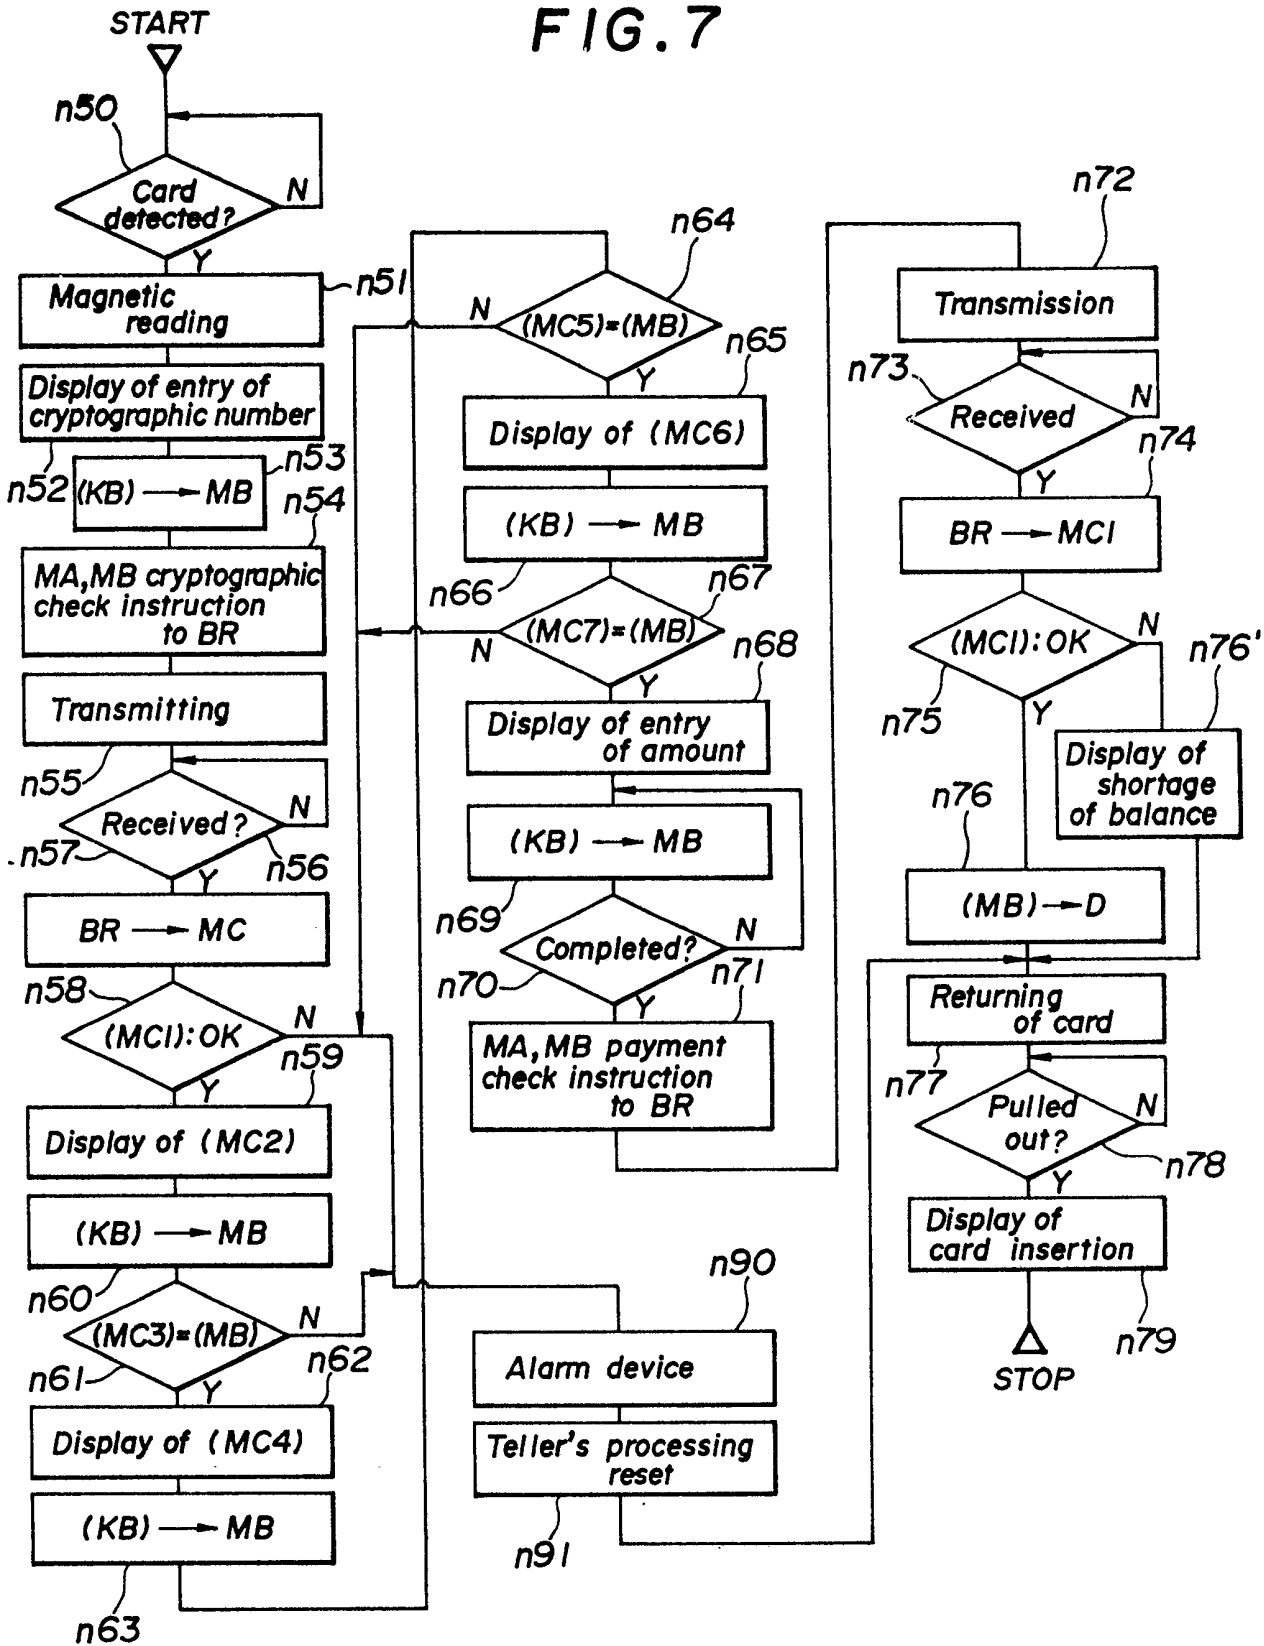 FIG.7
START
n50
Card
detected?
N
Y
n51
Magnetic
reading
Display of entry of
cryptographic number
n52
n53
(KB) → MB
n54
MA, MB cryptographic
check instruction
to BR
Transmitting
n55
Received?
N
n57
n56
Y
BR → MC
n58
(MC1): OK
N
n59
Y
Display of (MC2)
(KB) → MB
n60
(MC3)=(MB)
N
n61
n62
Y
Display of (MC4)
(KB) → MB
n63
n64
N
(MC5)=(MB)
n65
Y
Display of (MC6)
(KB) → MB
n66
n67
(MC7)=(MB)
N
n68
Y
Display of entry
of amount
(KB) → MB
n69
Completed?
N
n70
n71
Y
MA, MB payment
check instruction
to BR
n90
Alarm device
Teller's processing
reset
n91
n72
Transmission
n73
N
Received
n74
Y
BR → MC1
(MC1): OK
N
n76'
n75
Y
Display of
shortage
of balance
n76
(MB) → D
Returning
of card
n77
Pulled
out?
N
n78
Y
Display of
card insertion
n79
STOP